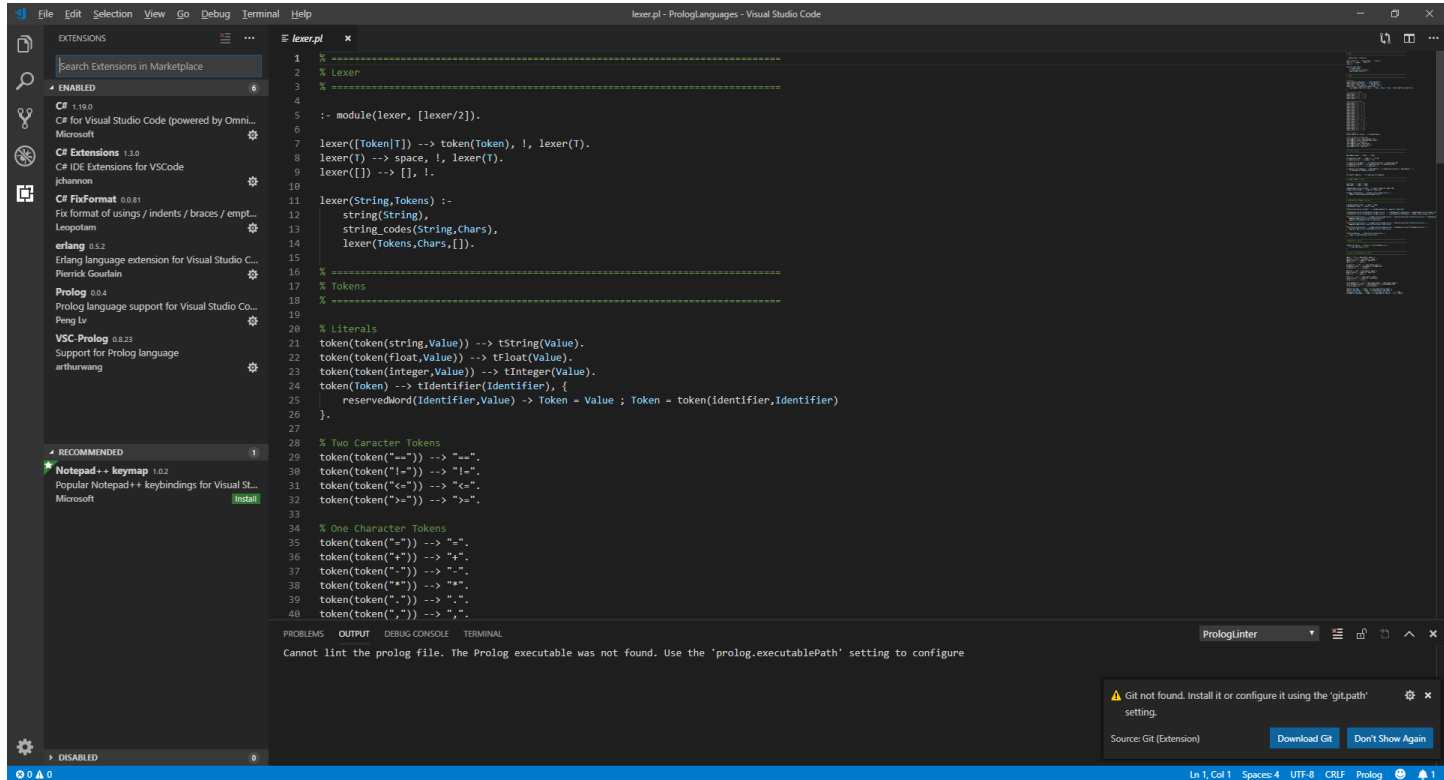 File Edit Selection View Go Debug Terminal Help
lexer.pl - PrologLanguages - Visual Studio Code
EXTENSIONS
Search Extensions in Marketplace
ENABLED 6
C# 1.19.0
C# for Visual Studio Code (powered by Omni...
Microsoft
C# Extensions 1.3.0
C# IDE Extensions for VSCode
jchannon
C# FixFormat 0.0.81
Fix format of usings / indents / braces / empt...
Leopotam
erlang 0.5.2
Erlang language extension for Visual Studio C...
Pierrick Gourlain
Prolog 0.0.4
Prolog language support for Visual Studio Co...
Peng Lv
VSC-Prolog 0.8.23
Support for Prolog language
arthurwang
RECOMMENDED 1
Notepad++ keymap 1.0.2
Popular Notepad++ keybindings for Visual St...
Microsoft Install
DISABLED 0
lexer.pl
1 % ==============================================================================
2 % Lexer
3 % ==============================================================================
4
5 :- module(lexer, [lexer/2]).
6
7 lexer([Token|T]) --> token(Token), !, lexer(T).
8 lexer(T) --> space, !, lexer(T).
9 lexer([]) --> [], !.
10
11 lexer(String,Tokens) :-
12 string(String),
13 string_codes(String,Chars),
14 lexer(Tokens,Chars,[]).
15
16 % ==============================================================================
17 % Tokens
18 % ==============================================================================
19
20 % Literals
21 token(token(string,Value)) --> tString(Value).
22 token(token(float,Value)) --> tFloat(Value).
23 token(token(integer,Value)) --> tInteger(Value).
24 token(Token) --> tIdentifier(Identifier), {
25 reservedWord(Identifier,Value) -> Token = Value ; Token = token(identifier,Identifier)
26 }.
27
28 % Two Caracter Tokens
29 token(token("==")) --> "==".
30 token(token("!=")) --> "!=".
31 token(token("<=")) --> "<=".
32 token(token(">=")) --> ">=".
33
34 % One Character Tokens
35 token(token("=")) --> "=".
36 token(token("+")) --> "+".
37 token(token("-")) --> "-".
38 token(token("*")) --> "*".
39 token(token(".")) --> ".".
40 token(token(",")) --> ",".
PROBLEMS OUTPUT DEBUG CONSOLE TERMINAL PrologLinter
Cannot lint the prolog file. The Prolog executable was not found. Use the 'prolog.executablePath' setting to configure
Git not found. Install it or configure it using the 'git.path'
setting.
Source: Git (Extension) Download Git Don't Show Again
0 0 Ln 1, Col 1 Spaces: 4 UTF-8 CRLF Prolog 1